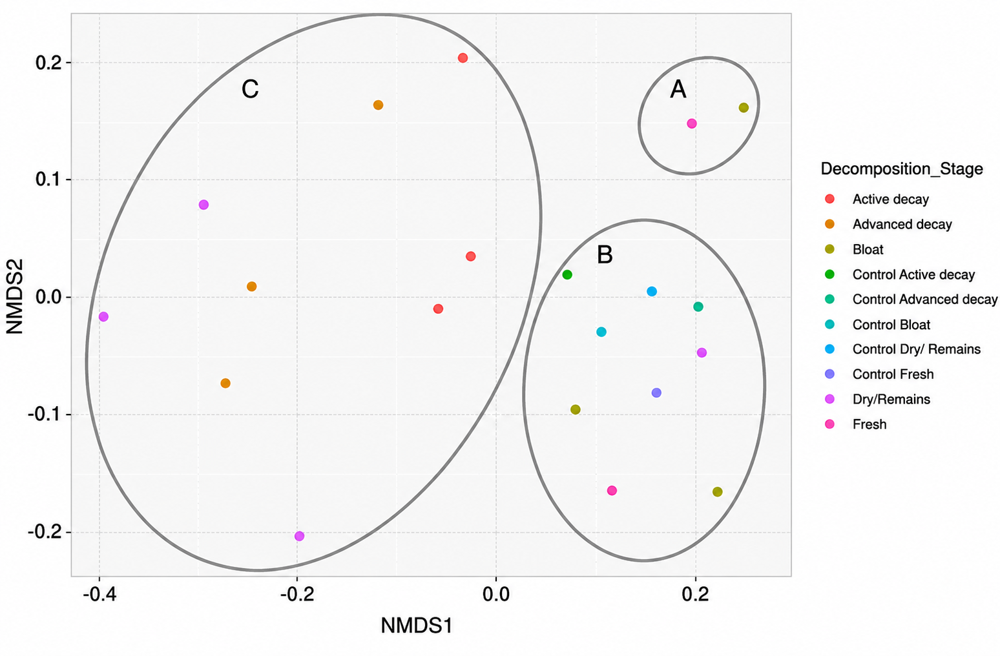 C
A
B
0.2
0.1
0.0
-0.1
-0.2
NMDS2
-0.4
-0.2
0.0
0.2
NMDS1
Decomposition_Stage
Active decay
Advanced decay
Bloat
Control Active decay
Control Advanced decay
Control Bloat
Control Dry/ Remains
Control Fresh
Dry/Remains
Fresh